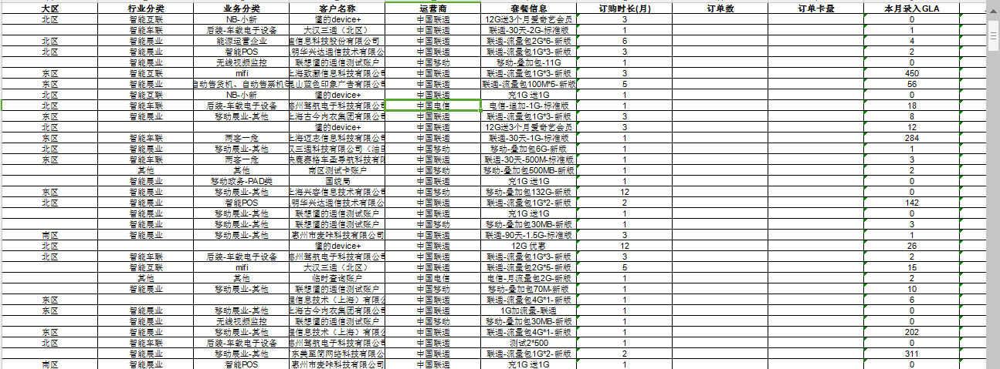 大区 行业分类 业务分类 客户名称 运营商 套餐信息 订购时长(月) 订单数 订单卡量 本月录入GLA
北区 智能互联 NB-小新 懂的device+ 中国联通 12G送3个月爱奇艺会员 3 0
智能车联 后装-车载电子设备 大汉三通（北区） 中国联通 联通-30天-2G-标准版 1 1
北区 智能展业 能源运营企业 迪信息科技股份有限公司 中国联通 联通-流量包2G*6-新版 6 4
北区 智能展业 智能POS 明华兴达通信技术有限公 中国联通 联通-流量包1G*3-新版 3 2
智能展业 无线视频监控 联想懂的通信测试账户 中国移动 移动-叠加包-11G 1 0
东区 智能互联 mifi 上海致灏信息科技有限公 中国联通 联通-流量包1G*3-新版 3 450
东区 智能展业 自动售货机、自动售票机等 昆山蓝色印象广告有限公 中国联通 联通-流量包100M*5-新版 5 56
北区 智能互联 NB-小新 懂的device+ 中国联通 充1G 送1G 1 0
北区 智能车联 后装-车载电子设备 州驾航电子科技有限公司 中国电信 电信-追加-1G-标准版 1 18
东区 智能展业 移动展业-其他 上海古今内衣集团有限公 中国联通 联通-流量包1G*3-新版 3 8
北区 懂的device+ 中国联通 12G送3个月爱奇艺会员 3 12
东区 智能车联 两客一危 上海迈志信息科技有限公 中国联通 联通-30天-1G-标准版 1 284
北区 智能展业 移动展业-其他 汉三通科技有限公司（油田 中国移动 移动-叠加包6G-新版 1 1
东区 智能车联 两客一危 泰格车圣导航科技有限 中国联通 联通-30天-500M-标准版 1 3
其他 其他 南区测试卡账户 中国移动 移动-叠加包500MB-新版 1 2
智能展业 移动政务-PAD类 国统局 中国联通 充1G 送1G 1 0
东区 智能展业 移动展业-其他 上海兴容信息技术有限公 中国移动 移动-叠加包132G-新版 12 0
北区 智能展业 智能POS 明华兴达通信技术有限公 中国联通 联通-流量包1G*2-新版 2 142
智能展业 移动展业-其他 联想懂的通信测试账户 中国联通 充1G 送1G 1 0
智能展业 移动展业-其他 联想懂的通信测试账户 中国移动 移动-叠加包30MB-新版 1 3
南区 智能展业 移动展业-其他 惠州市麦咔科技有限公司 中国联通 联通-90天-1.5G-标准版 3 1
北区 懂的device+ 中国联通 12G 优惠 12 26
北区 智能车联 后装-车载电子设备 州驾航电子科技有限公司 中国联通 联通-流量包1G*3-新版 3 2
智能互联 mifi 大汉三通（北区） 中国联通 联通-流量包2G*5-新版 5 15
其他 其他 临时查询账户 中国电信 电信-月流量包2G-新版 1 2
智能展业 移动展业-其他 联想懂的通信测试账户 中国移动 移动-叠加包70M-新版 1 10
东区 信息技术（上海）有限公 中国联通 联通-流量包4G*1-新版 1 6
东区 智能展业 移动展业-其他 上海古今内衣集团有限公 中国联通 1G加流量-联通 1 0
智能展业 无线视频监控 联想懂的通信测试账户 中国移动 移动-叠加包30MB-新版 1 0
东区 智能展业 移动展业-其他 信息技术（上海）有限公 中国联通 联通-流量包4G*1-新版 1 202
北区 智能车联 后装-车载电子设备 州驾航电子科技有限公司 中国联通 测试2*500 1 0
智能展业 移动展业-其他 东美至简网络科技有限公 中国联通 联通-流量包1G*2-新版 2 311
南区 智能展业 智能POS 惠州市麦咔科技有限公司 中国联通 充1G 送1G 1 0